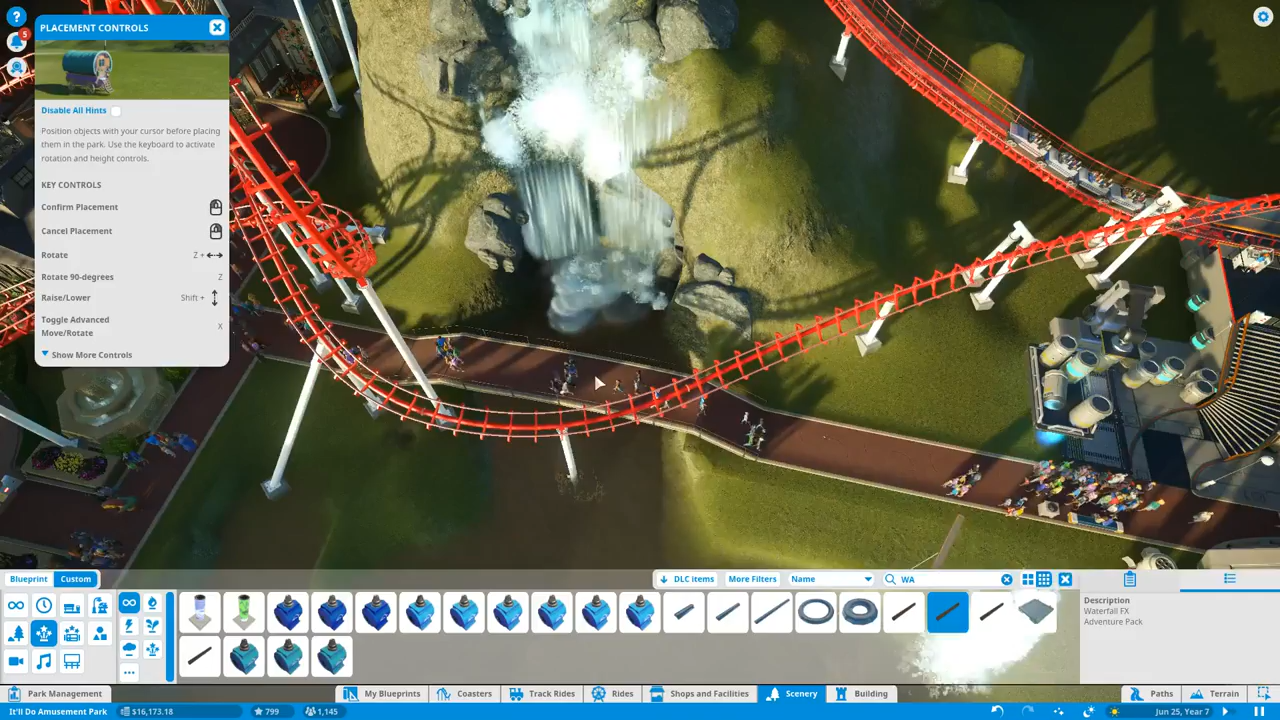 ?
5
PLACEMENT CONTROLS
Disable All Hints
Position objects with your cursor before placing
them in the park. Use the keyboard to activate
rotation and height controls.
KEY CONTROLS
Confirm Placement
Cancel Placement
Rotate Z +
Rotate 90-degrees Z
Raise/Lower Shift +
Toggle Advanced
Move/Rotate X
Show More Controls
Blueprint Custom
DLC items More Filters Name WA
Description
Waterfall FX
Adventure Pack
Park Management My Blueprints Coasters Track Rides Rides Shops and Facilities Scenery Building Paths Terrain
It'll Do Amusement Park $16,173.18 799 1,145 Jun 25, Year 7